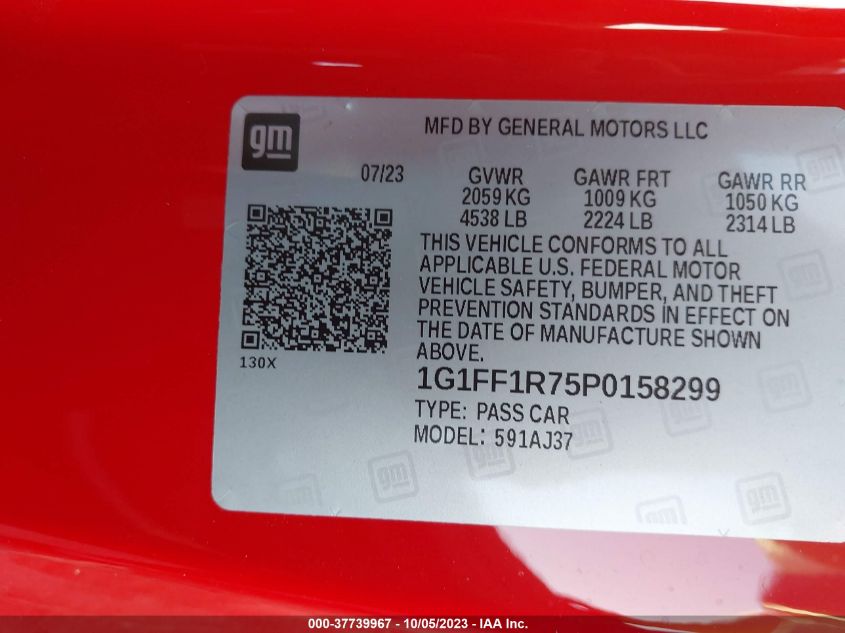 gm
MFD BY GENERAL MOTORS LLC
07/23
GVWR GAWR FRT GAWR RR
2059 KG 1009 KG 1050 KG
4538 LB 2224 LB 2314 LB
THIS VEHICLE CONFORMS TO ALL
APPLICABLE U.S. FEDERAL MOTOR
VEHICLE SAFETY, BUMPER, AND THEFT
PREVENTION STANDARDS IN EFFECT ON
THE DATE OF MANUFACTURE SHOWN
ABOVE.
130X
1G1FF1R75P0158299
TYPE: PASS CAR
MODEL: 591AJ37
000-37739967 - 10/05/2023 - IAA Inc.